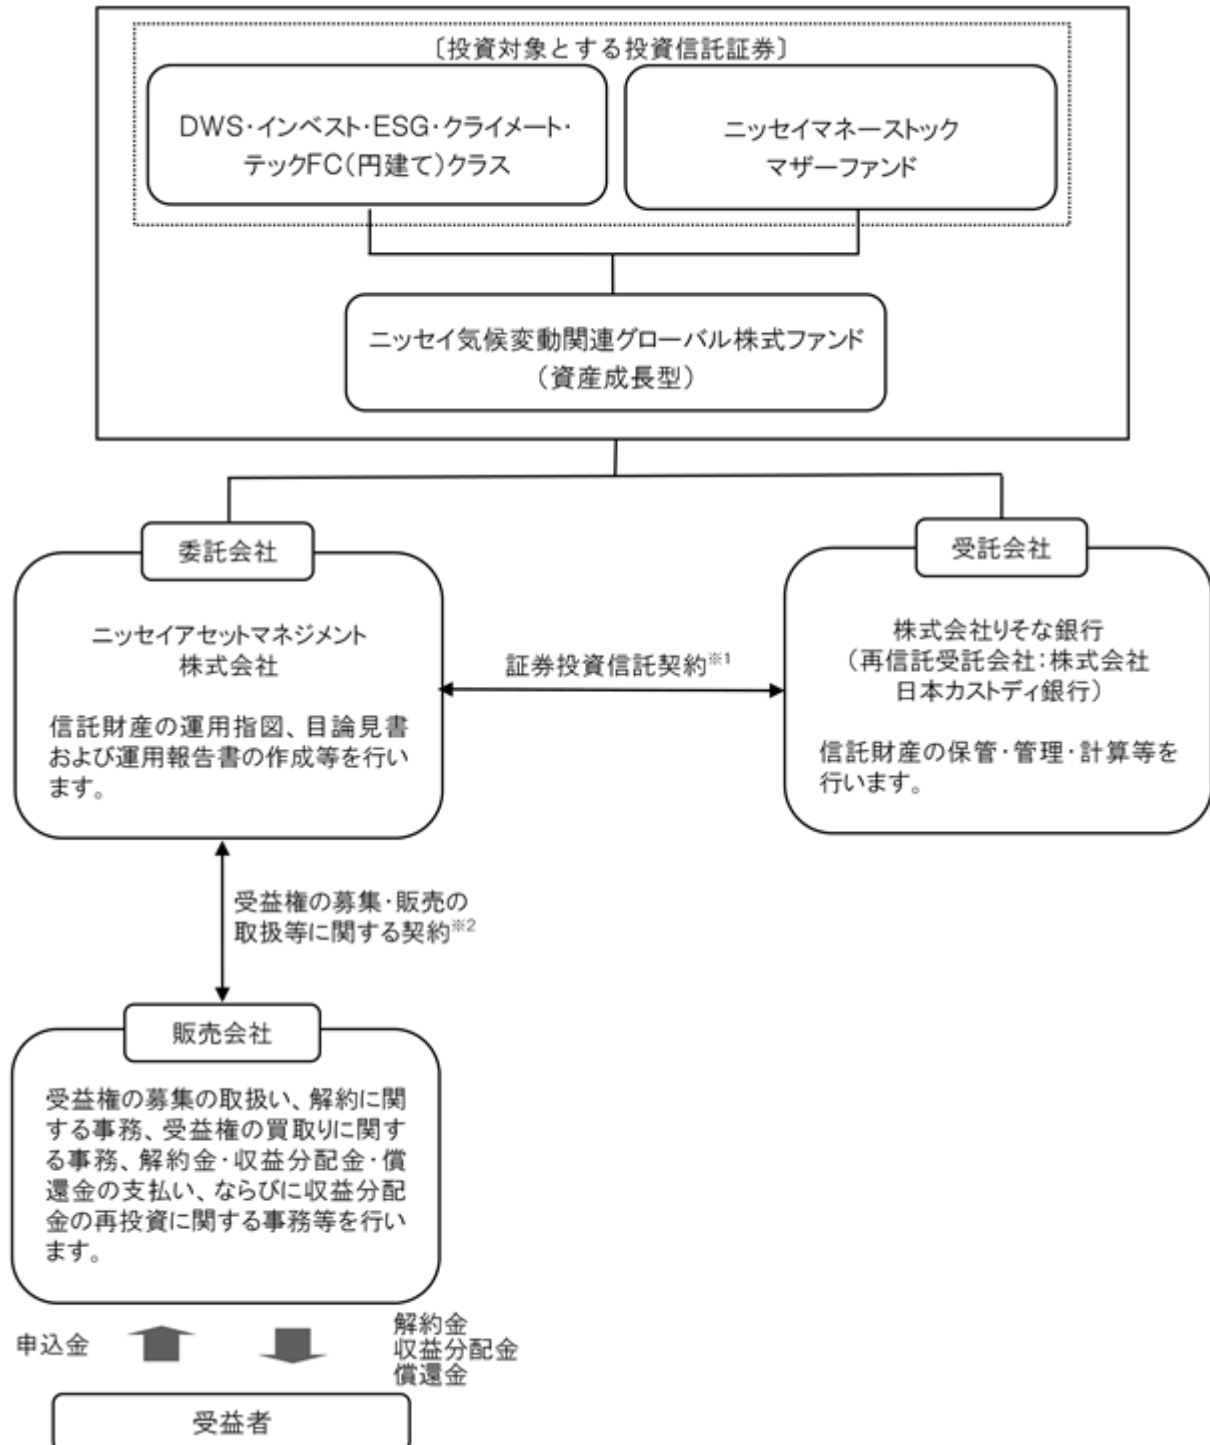 〔投資対象とする投資信託証券〕
DWS・インベスト・ESG・クライメート・
テックFC（円建て）クラス
ニッセイマネーストック
マザーファンド
ニッセイ気候変動関連グローバル株式ファンド
（資産成長型）
委託会社
ニッセイアセットマネジメント
株式会社
信託財産の運用指図、目論見書
および運用報告書の作成等を行い
ます。
証券投資信託契約※1
受託会社
株式会社りそな銀行
（再信託受託会社：株式会社
日本カストディ銀行）
信託財産の保管・管理・計算等を
行います。
受益権の募集・販売の
取扱等に関する契約※2
販売会社
受益権の募集の取扱い、解約に関
する事務、受益権の買取りに関す
る事務、解約金・収益分配金・償
還金の支払い、ならびに収益分配
金の再投資に関する事務等を行い
ます。
申込金
解約金
収益分配金
償還金
受益者